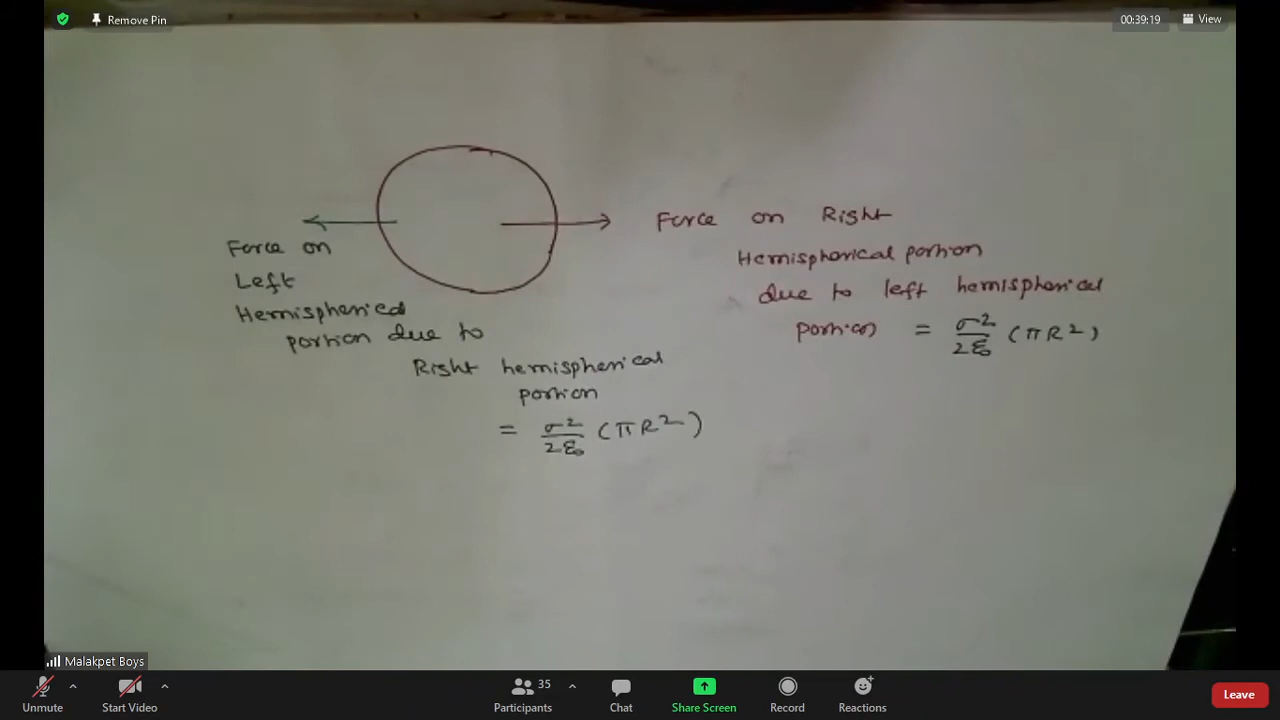 Remove Pin
00:39:19
View
Force on
Left
Hemispherical
portion due to
Right hemispherical
portion
= σ²/2ε₀ (πR²)
Force on Right
Hemispherical portion
due to left hemispherical
portion = σ²/2ε₀ (πR²)
Malakpet Boys
Unmute
Start Video
Participants
35
Chat
Share Screen
Record
Reactions
Leave